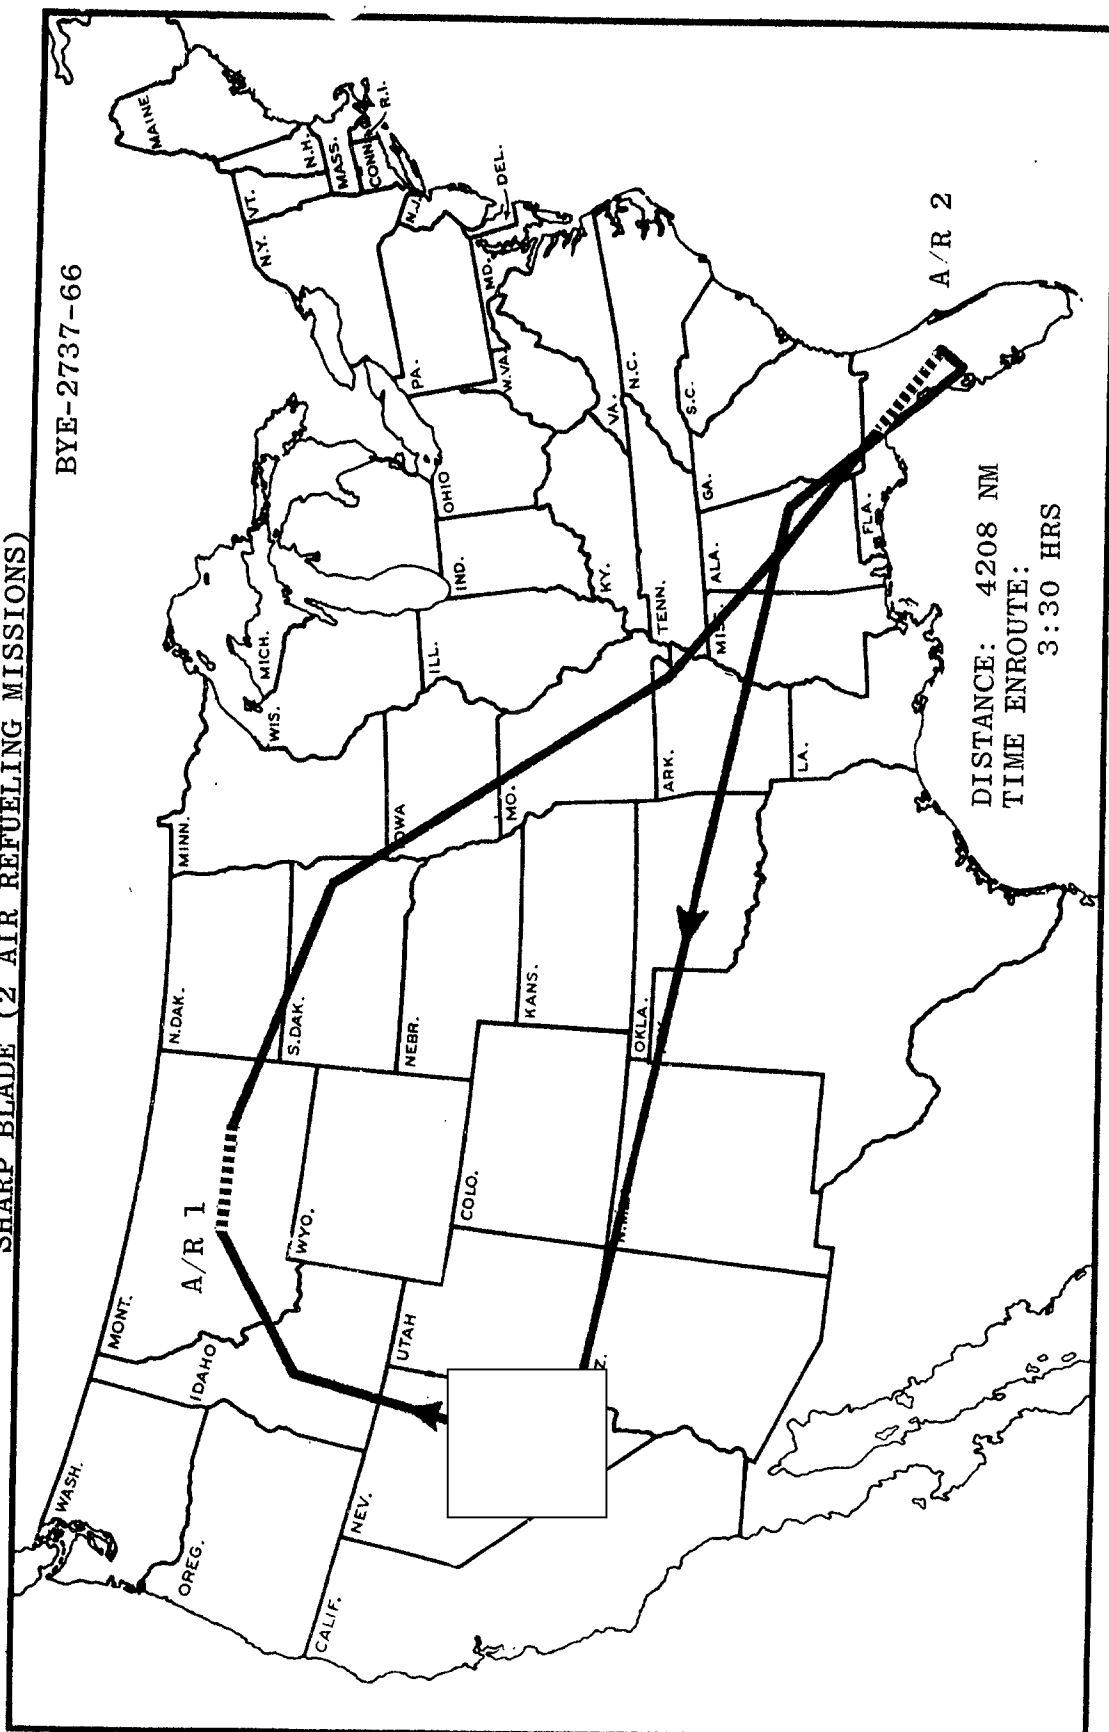 SHARP BLADE (2 AIR REFUELING MISSIONS)
BYE-2737-66
WASH.
OREG.
CALIF.
NEV.
IDAHO
MONT.
A/R 1
WYO.
UTAH
COLO.
Z.
N.DAK.
S.DAK.
NEBR.
KANS.
OKLA.
MINN.
WIS.
MICH.
OWA
MO.
ARK.
LA.
ILL.
IND.
OHIO
KY.
TENN.
MIS
ALA.
GA.
FLA.
S.C.
N.C.
VA.
W.VA.
PA.
MD.
DEL.
N.J.
N.Y.
VT.
N.H.
MASS.
CONN.
R.I.
MAINE
A/R 2
DISTANCE: 4208 NM
TIME ENROUTE:
3:30 HRS